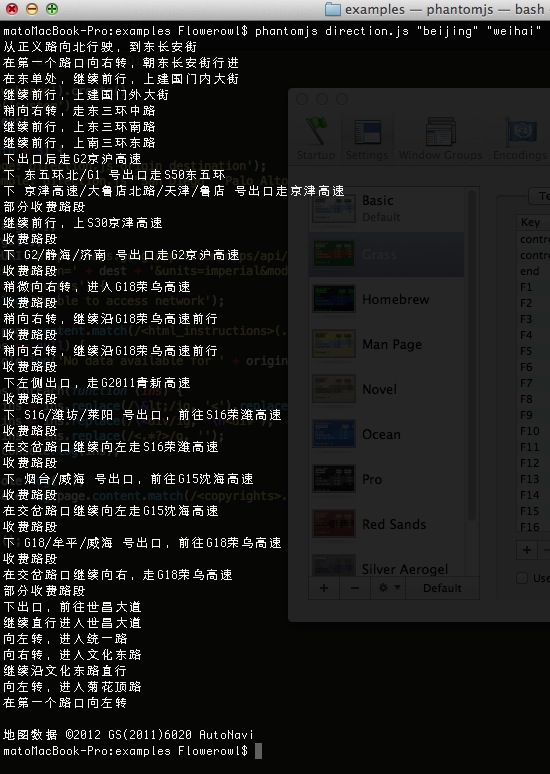 examples — phantomjs — bash
matoMacBook-Pro:examples Flowerowl$ phantomjs direction.js "beijing" "weihai"
从正义路向北行驶, 到东长安街
在第一个路口向右转, 朝东长安街行进
在东单处, 继续前行, 上建国门内大街
继续前行, 上建国门外大街
稍向右转, 走东三环中路
继续前行, 上东三环南路
继续前行, 上南三环东路
下出口后走G2京沪高速
下 东五环北/G1 号出口走S50东五环
下 京津高速/大鲁店北路/天津/鲁店 号出口走京津高速
部分收费路段
继续前行, 上S30京津高速
收费路段
下 G2/静海/济南 号出口走G2京沪高速
收费路段
稍微向右转, 进入G18荣乌高速
收费路段
稍向右转, 继续沿G18荣乌高速前行
收费路段
稍向右转, 继续沿G18荣乌高速前行
收费路段
下左侧出口, 走G2011青新高速
收费路段
下 S16/潍坊/莱阳 号出口, 前往S16荣潍高速
收费路段
在交岔路口继续向左走S16荣潍高速
收费路段
下 烟台/威海 号出口, 前往G15沈海高速
收费路段
在交岔路口继续向左走G15沈海高速
收费路段
下 G18/牟平/威海 号出口, 前往G18荣乌高速
收费路段
在交岔路口继续向右, 走G18荣乌高速
部分收费路段
下出口, 前往世昌大道
继续直行进入世昌大道
向左转, 进入统一路
向右转, 进入文化东路
继续沿文化东路直行
向左转, 进入菊花顶路
在第一个路口向左转
地图数据 ©2012 GS(2011)6020 AutoNavi
matoMacBook-Pro:examples Flowerowl$
Startup
Settings
Window Groups
Encodings
Basic
Default
Grass
Homebrew
Man Page
Novel
Ocean
Pro
Red Sands
Silver Aerogel
Default
Key
contr
contr
end
F1
F2
F3
F4
F5
F6
F7
F8
F9
F10
F11
F12
F13
F14
F15
F16
Use